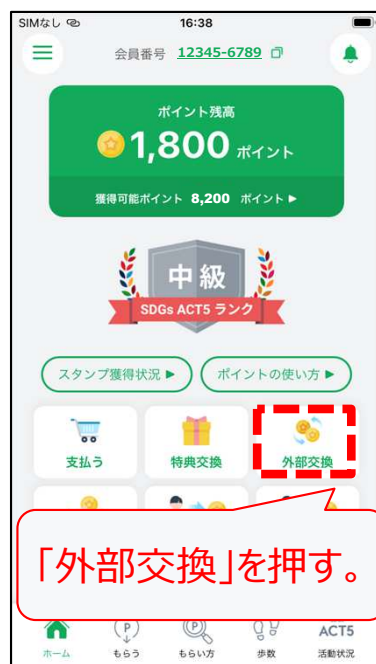 SIMなし 16:38
会員番号 12345-6789
ポイント残高
1,800 ポイント
獲得可能ポイント 8,200 ポイント ▶
中級
SDGs ACT5 ランク
スタンプ獲得状況 ▶ ポイントの使い方 ▶
支払う 特典交換 外部交換
「外部交換」を押す。
P P ACT5
ホーム もらう もらい方 歩数 活動状況